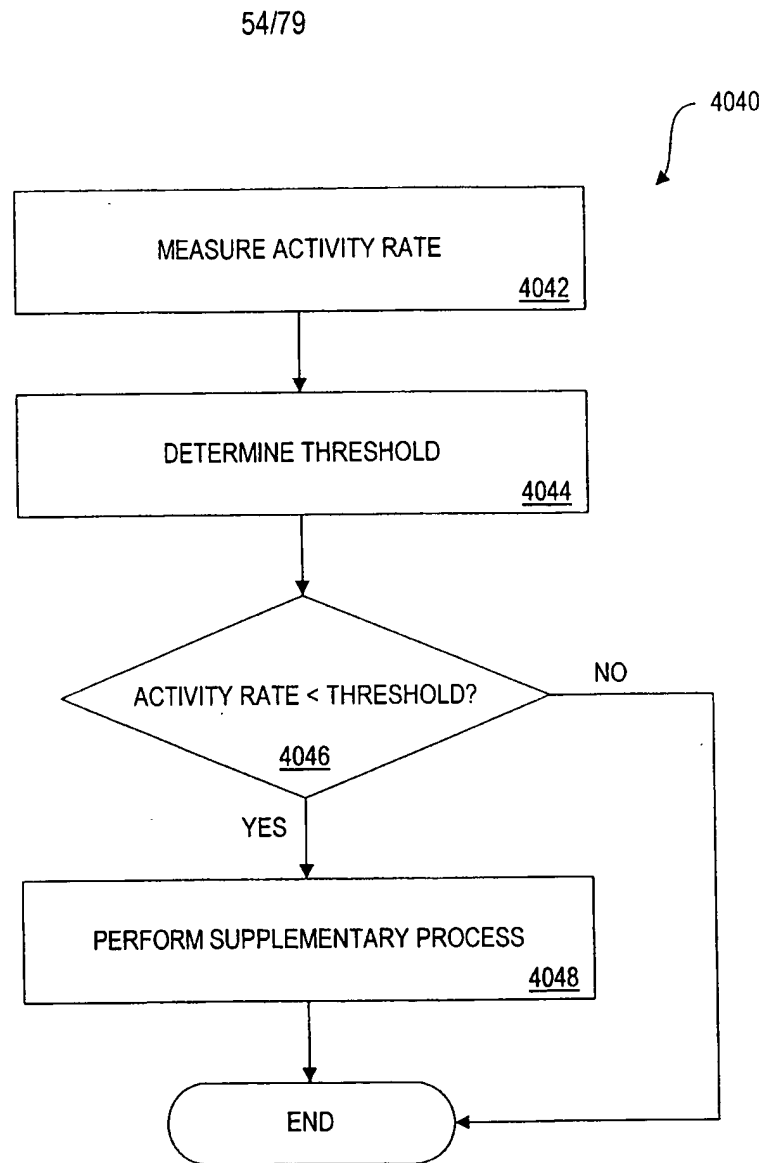 54/79
4040
MEASURE ACTIVITY RATE
4042
DETERMINE THRESHOLD
4044
ACTIVITY RATE < THRESHOLD?
4046
NO
YES
PERFORM SUPPLEMENTARY PROCESS
4048
END